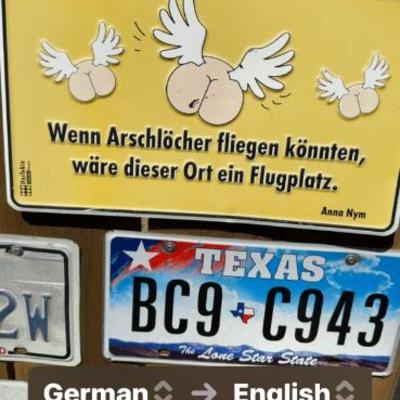 Wenn Arschlöcher fliegen könnten,
wäre dieser Ort ein Flugplatz.
Anna Nym
2W
TEXAS
BC9 C943
The Lone Star State
German → English